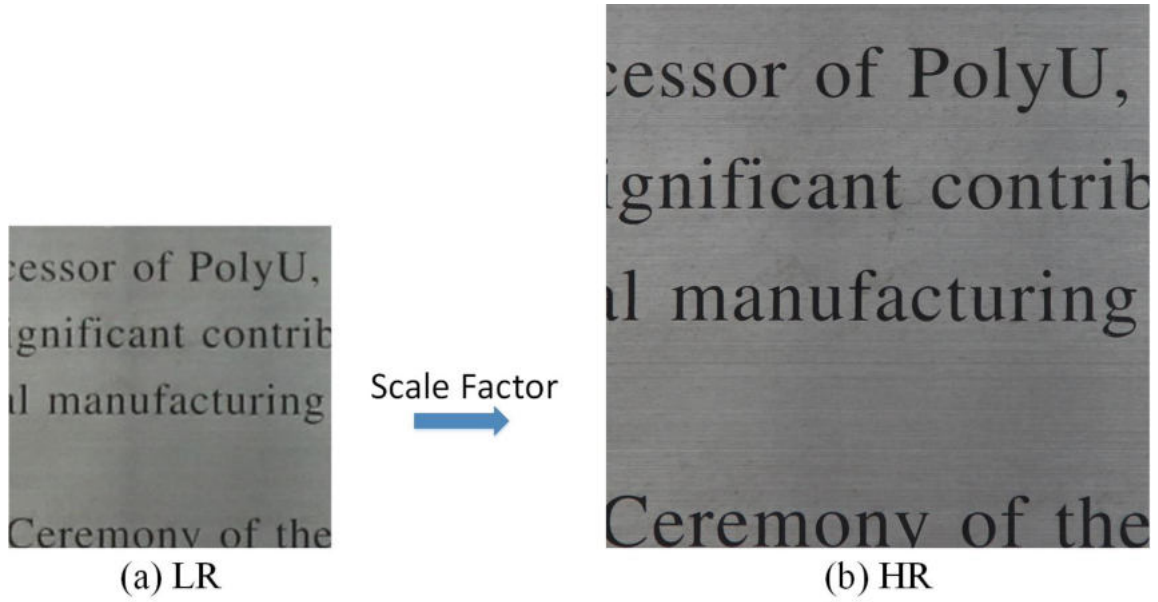 cessor of PolyU,
ignificant contrib
al manufacturing
Ceremony of the
(a) LR
Scale Factor
cessor of PolyU,
ignificant contrib
al manufacturing
Ceremony of the
(b) HR